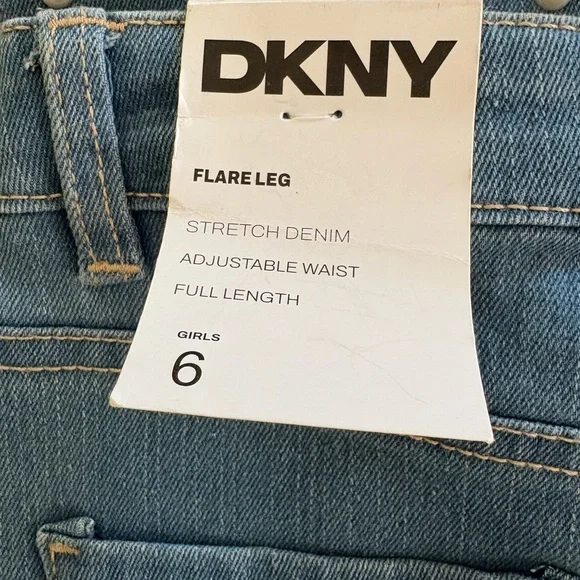 DKNY
FLARE LEG
STRETCH DENIM
ADJUSTABLE WAIST
FULL LENGTH
GIRLS
6